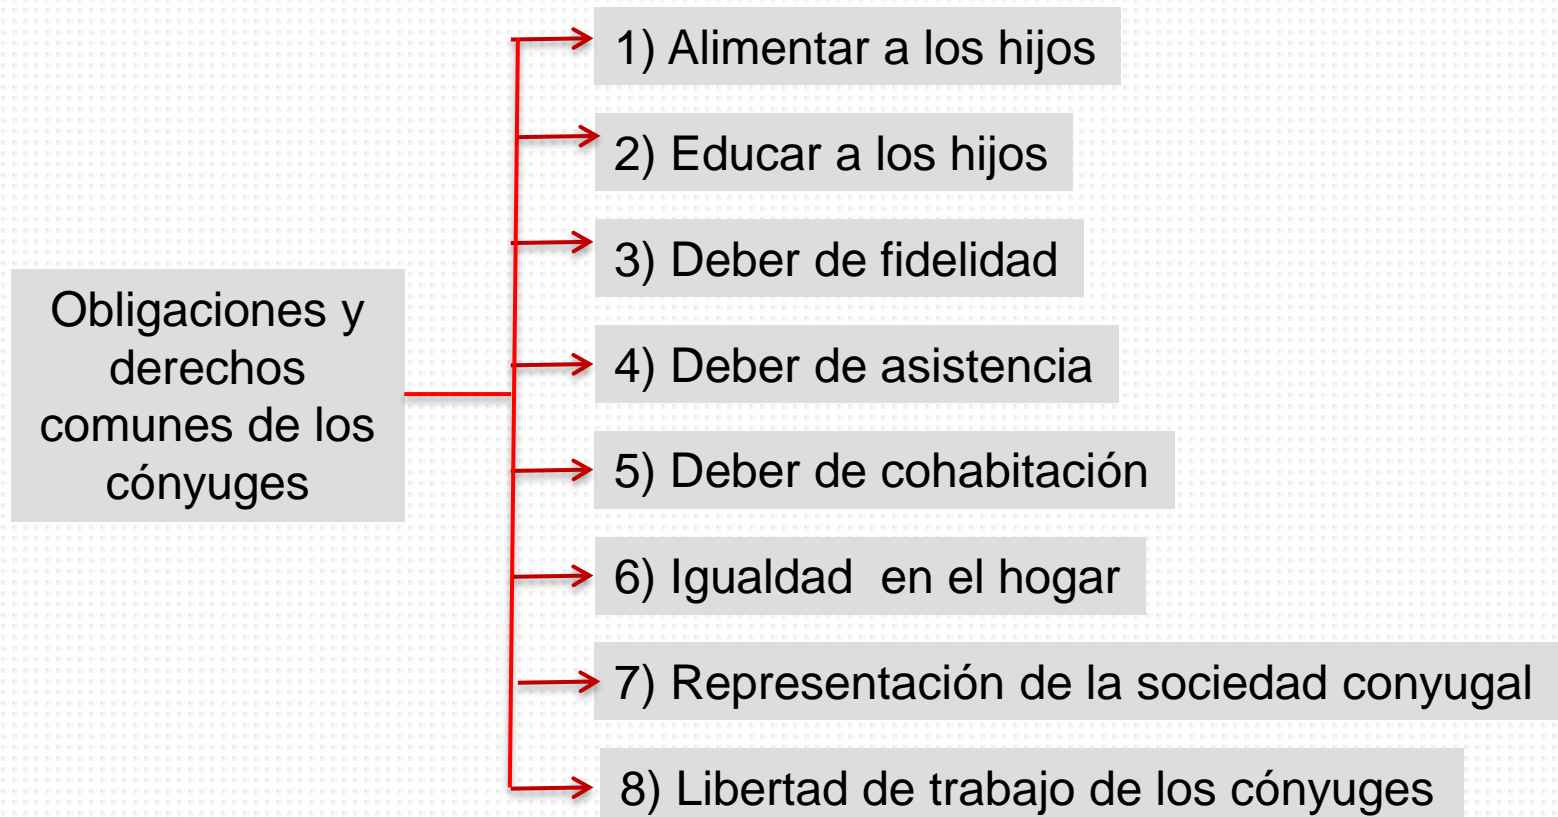 Obligaciones y
derechos
comunes de los
cónyuges
1) Alimentar a los hijos
2) Educar a los hijos
3) Deber de fidelidad
4) Deber de asistencia
5) Deber de cohabitación
6) Igualdad  en el hogar
7) Representación de la sociedad conyugal
8) Libertad de trabajo de los cónyuges